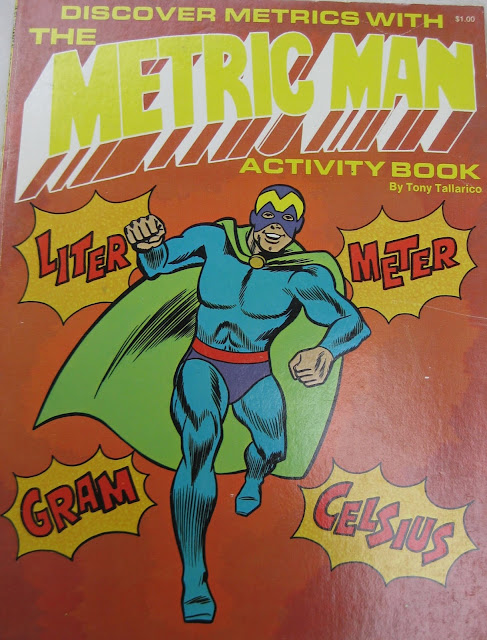 DISCOVER METRICS WITH
$1.00
THE
METRIC MAN
ACTIVITY BOOK
By Tony Tallarico
LITER
METER
M
GRAM
CELSIUS